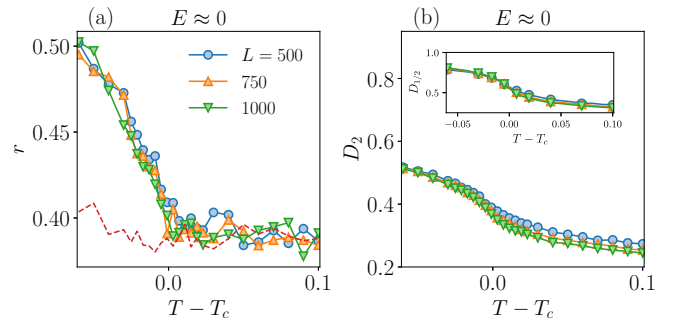 (a)
E ≈ 0
r
0.50
0.45
0.40
L = 500
750
1000
0.0
0.1
T − T_c
(b)
E ≈ 0
D_2
0.8
0.6
0.4
0.2
D_{1/2}
1.0
0.5
−0.05
0.00
0.05
0.10
T − T_c
0.0
0.1
T − T_c